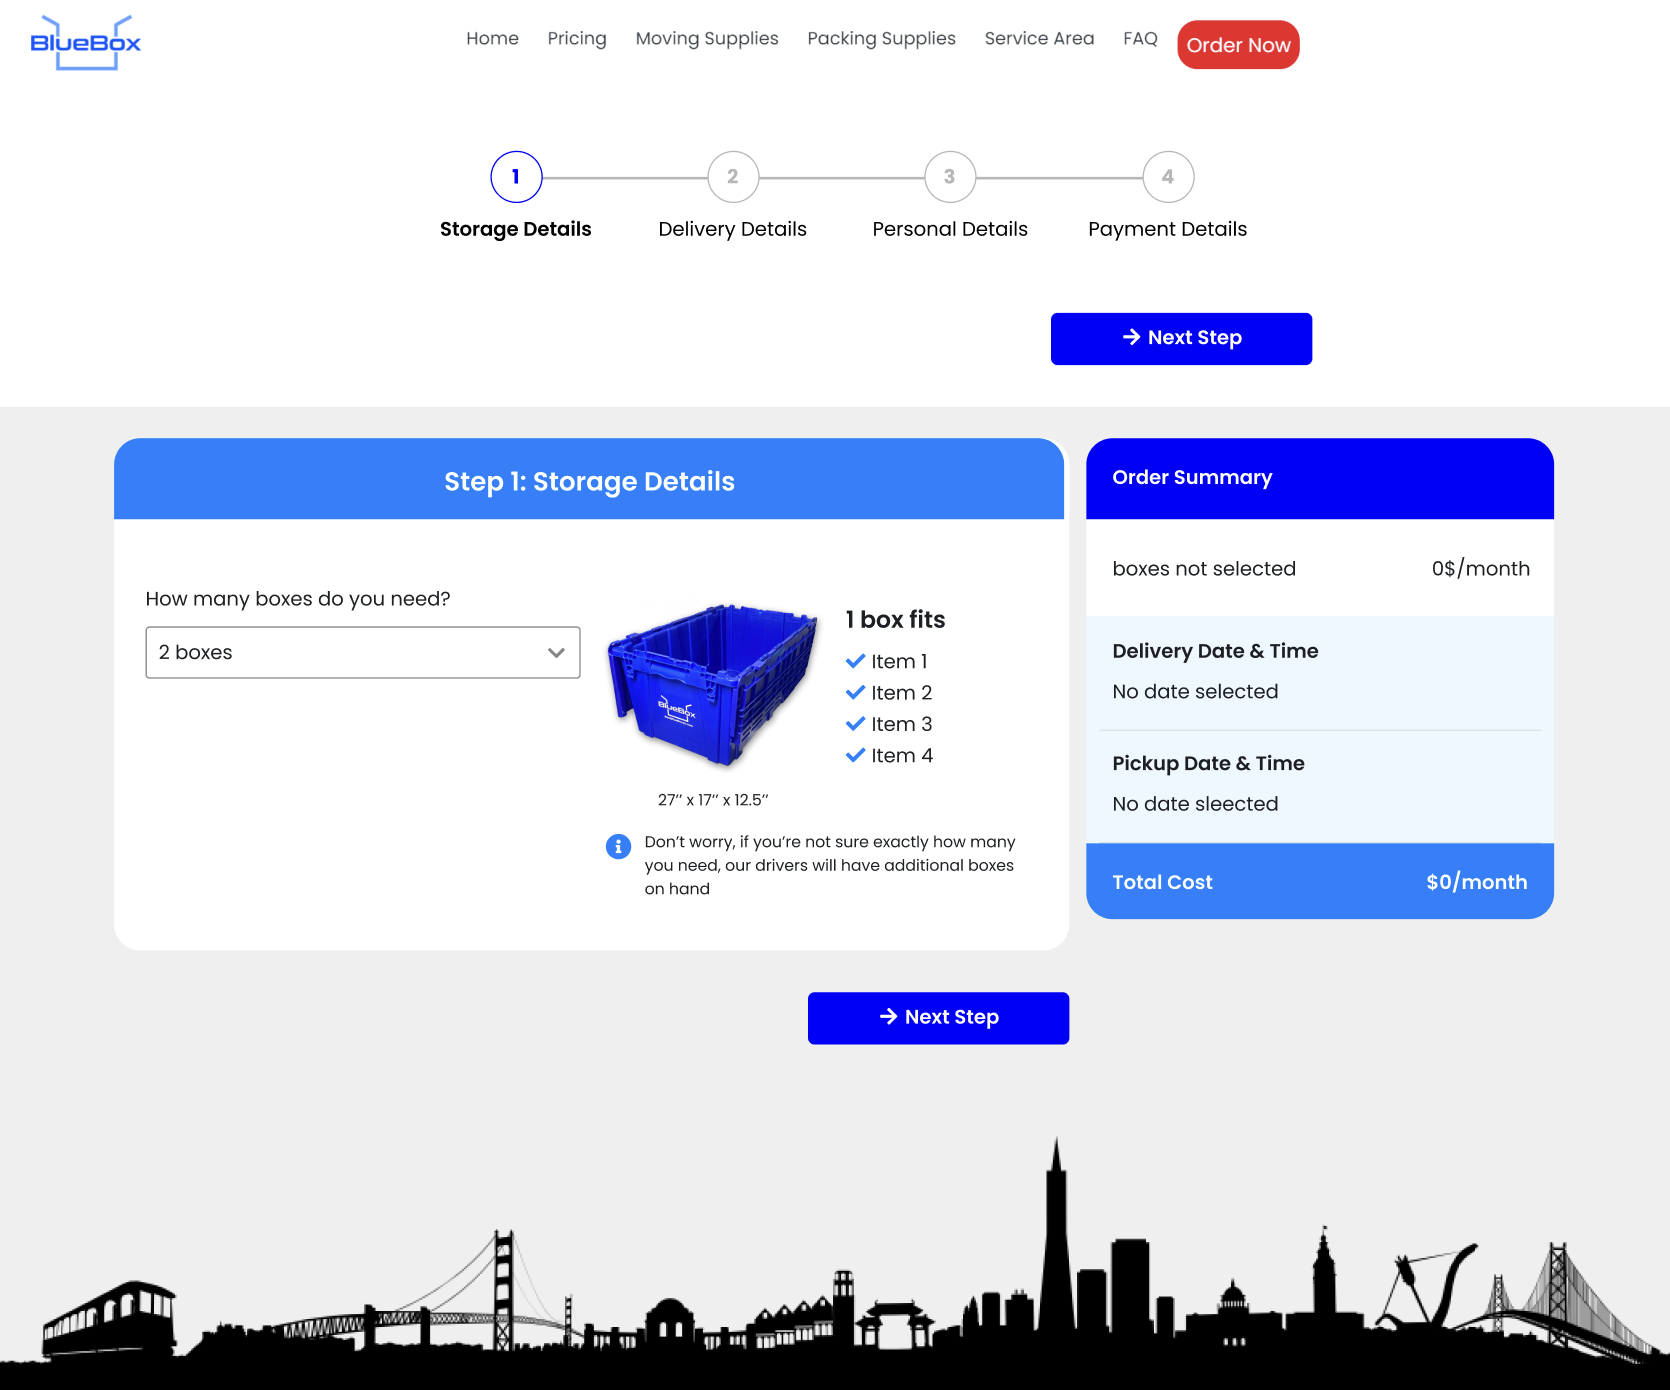 BlueBox
Home Pricing Moving Supplies Packing Supplies Service Area FAQ Order Now
1 2 3 4
Storage Details Delivery Details Personal Details Payment Details
Next Step
Step 1: Storage Details
How many boxes do you need?
2 boxes
BlueBox
27’’ x 17’’ x 12.5’’
1 box fits
Item 1
Item 2
Item 3
Item 4
Don’t worry, if you’re not sure exactly how many
you need, our drivers will have additional boxes
on hand
Order Summary
boxes not selected 0$/month
Delivery Date & Time
No date selected
Pickup Date & Time
No date sleected
Total Cost $0/month
Next Step